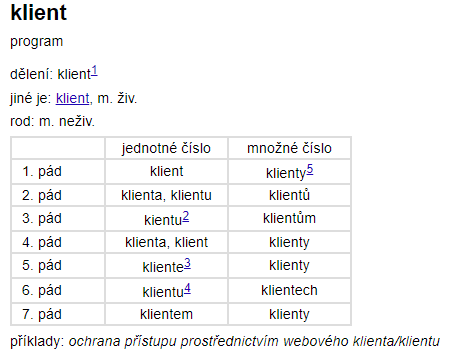 klient
program
dělení: klient1
jiné je: klient, m. živ.
rod: m. neživ.
jednotné číslo množné číslo
1. pád klient klienty5
2. pád klienta, klientu klientů
3. pád kientu2 klientům
4. pád klienta, klient klienty
5. pád kliente3 klienty
6. pád klientu4 klientech
7. pád klientem klienty
příklady: ochrana přístupu prostřednictvím webového klienta/klientu